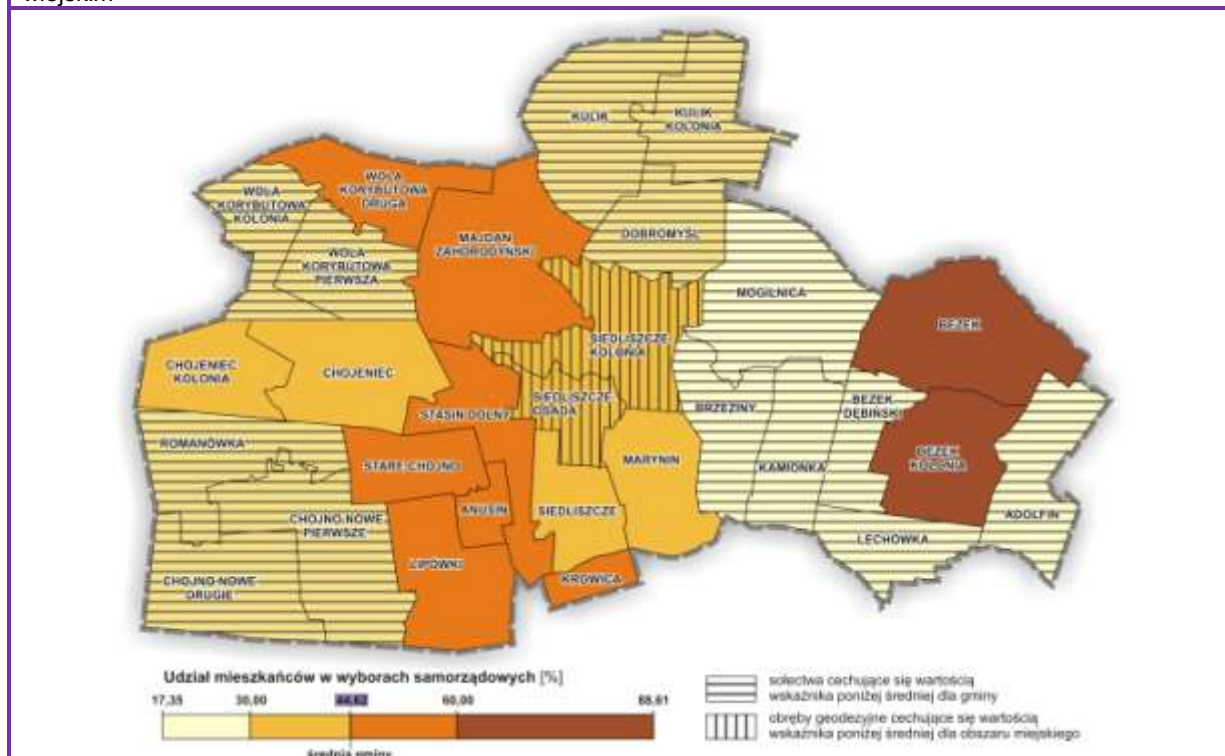 miejskim
KULIK
KULIK
KOLONIA
WOLA
KORYBUTOWA
DRUGA
WOLA
KORYBUTOWA
KOLONIA
MAJDAN
ZAHORODYŃSKI
DOBROMYŚL
WOLA
KORYBUTOWA
PIERWSZA
MOGILNICA
BEZEK
SIEDLISZCZE
KOLONIA
CHOJENIEC
KOLONIA
CHOJENIEC
SIEDLISZCZE
OSADA
BRZEZINY
BEZEK
DĘBIŃSKI
STASIN DOLNY
ROMANÓWKA
STARE CHOJNO
MARYNIN
KAMIONKA
BEZEK
KOLONIA
ANUSIN
SIEDLISZCZE
ADOLFIN
CHOJNO NOWE
PIERWSZE
LECHÓWKA
LIPÓWKI
KROWICA
CHOJNO NOWE
DRUGIE
Udział mieszkańców w wyborach samorządowych [%]
17,35 30,00 44,63 60,00 88,61
średnia gminy
sołectwa cechujące się wartością
wskaźnika poniżej średniej dla gminy
obręby geodezyjne cechujące się wartością
wskaźnika poniżej średniej dla obszaru miejskiego